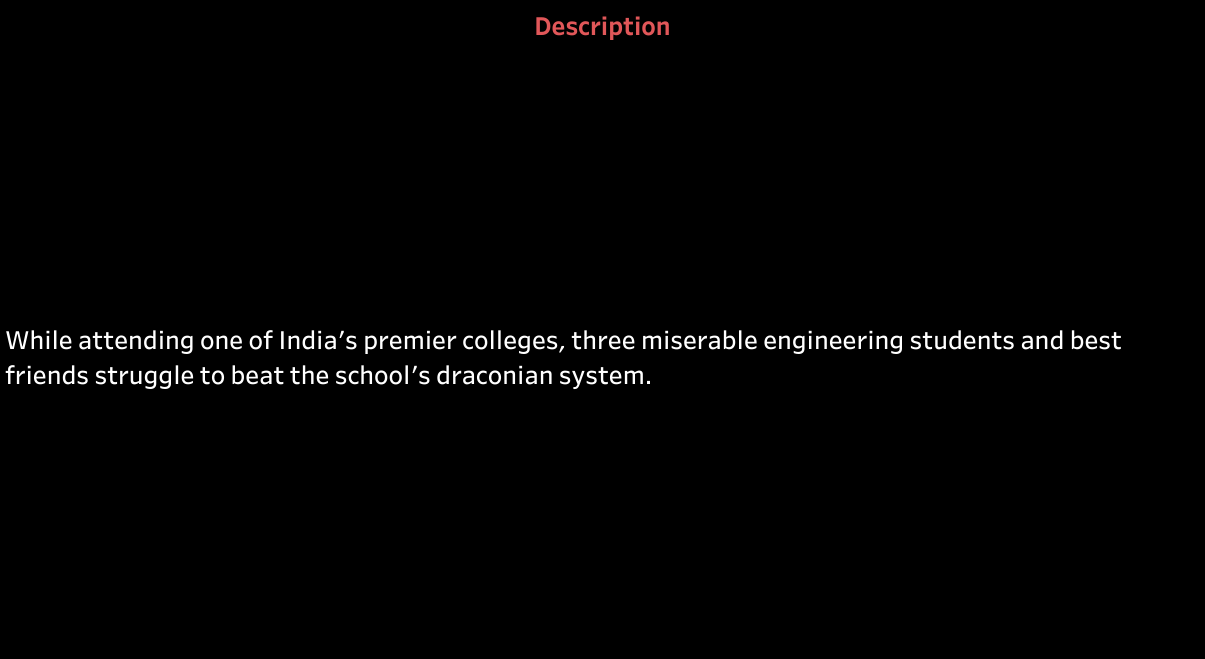 Description
While attending one of India’s premier colleges, three miserable engineering students and best
friends struggle to beat the school’s draconian system.